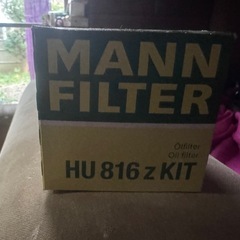 MANN
FILTER
Ölfilter
Oil filter
HU 816 z KIT